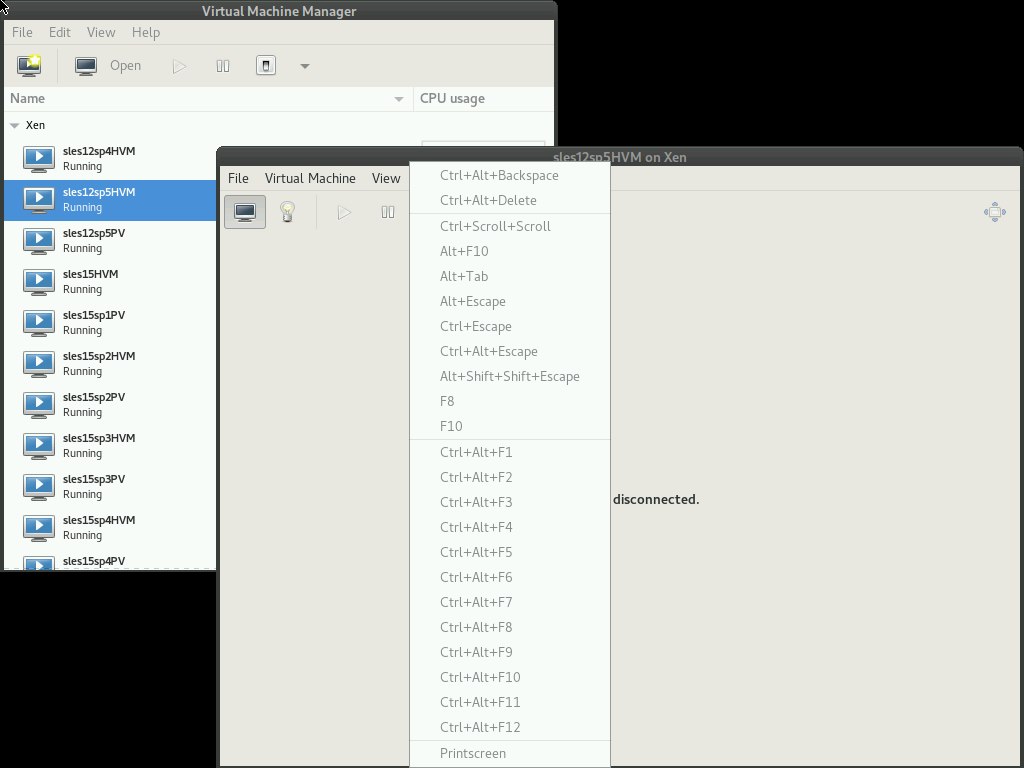 Virtual Machine Manager
File Edit View Help
Open
Name CPU usage
Xen
sles12sp4HVM
Running
sles12sp5HVM
Running
sles12sp5PV
Running
sles15HVM
Running
sles15sp1PV
Running
sles15sp2HVM
Running
sles15sp2PV
Running
sles15sp3HVM
Running
sles15sp3PV
Running
sles15sp4HVM
Running
sles15sp4PV
sles12sp5HVM on Xen
File Virtual Machine View
Ctrl+Alt+Backspace
Ctrl+Alt+Delete
Ctrl+Scroll+Scroll
Alt+F10
Alt+Tab
Alt+Escape
Ctrl+Escape
Ctrl+Alt+Escape
Alt+Shift+Shift+Escape
F8
F10
Ctrl+Alt+F1
Ctrl+Alt+F2
Ctrl+Alt+F3
Ctrl+Alt+F4
Ctrl+Alt+F5
Ctrl+Alt+F6
Ctrl+Alt+F7
Ctrl+Alt+F8
Ctrl+Alt+F9
Ctrl+Alt+F10
Ctrl+Alt+F11
Ctrl+Alt+F12
Printscreen
disconnected.